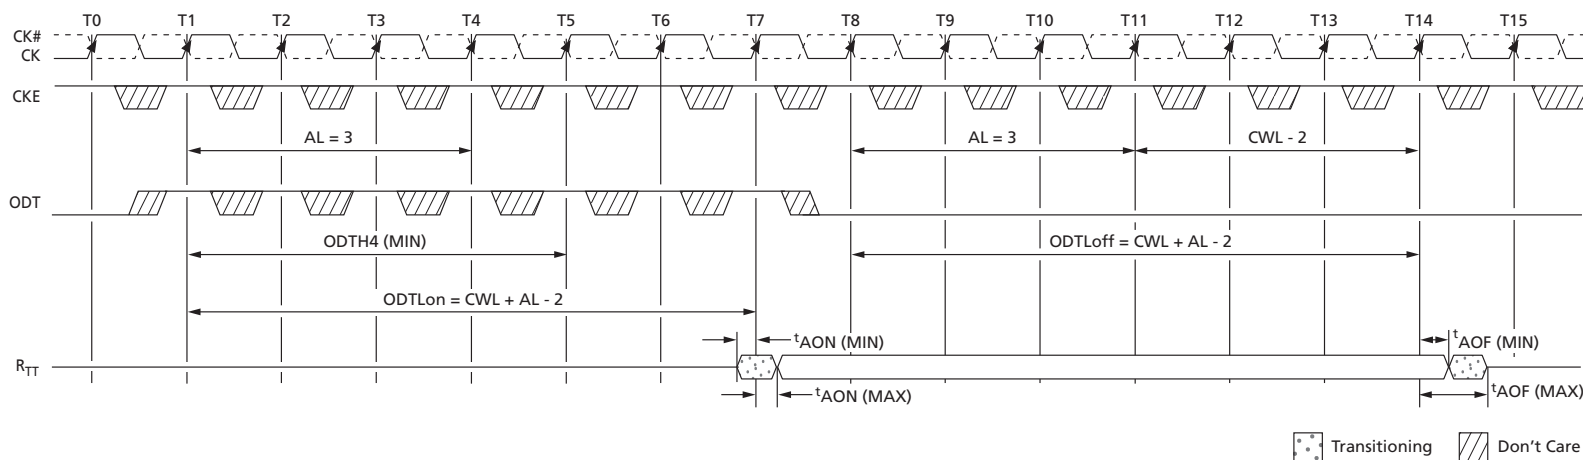 T0 T1 T2 T3 T4 T5 T6 T7 T8 T9 T10 T11 T12 T13 T14 T15
CK#
CK
CKE
AL = 3 AL = 3 CWL - 2
ODT
ODTH4 (MIN) ODTLoff = CWL + AL - 2
ODTLon = CWL + AL - 2
tAON (MIN) tAOF (MIN)
RTT
tAON (MAX) tAOF (MAX)
Transitioning Don't Care